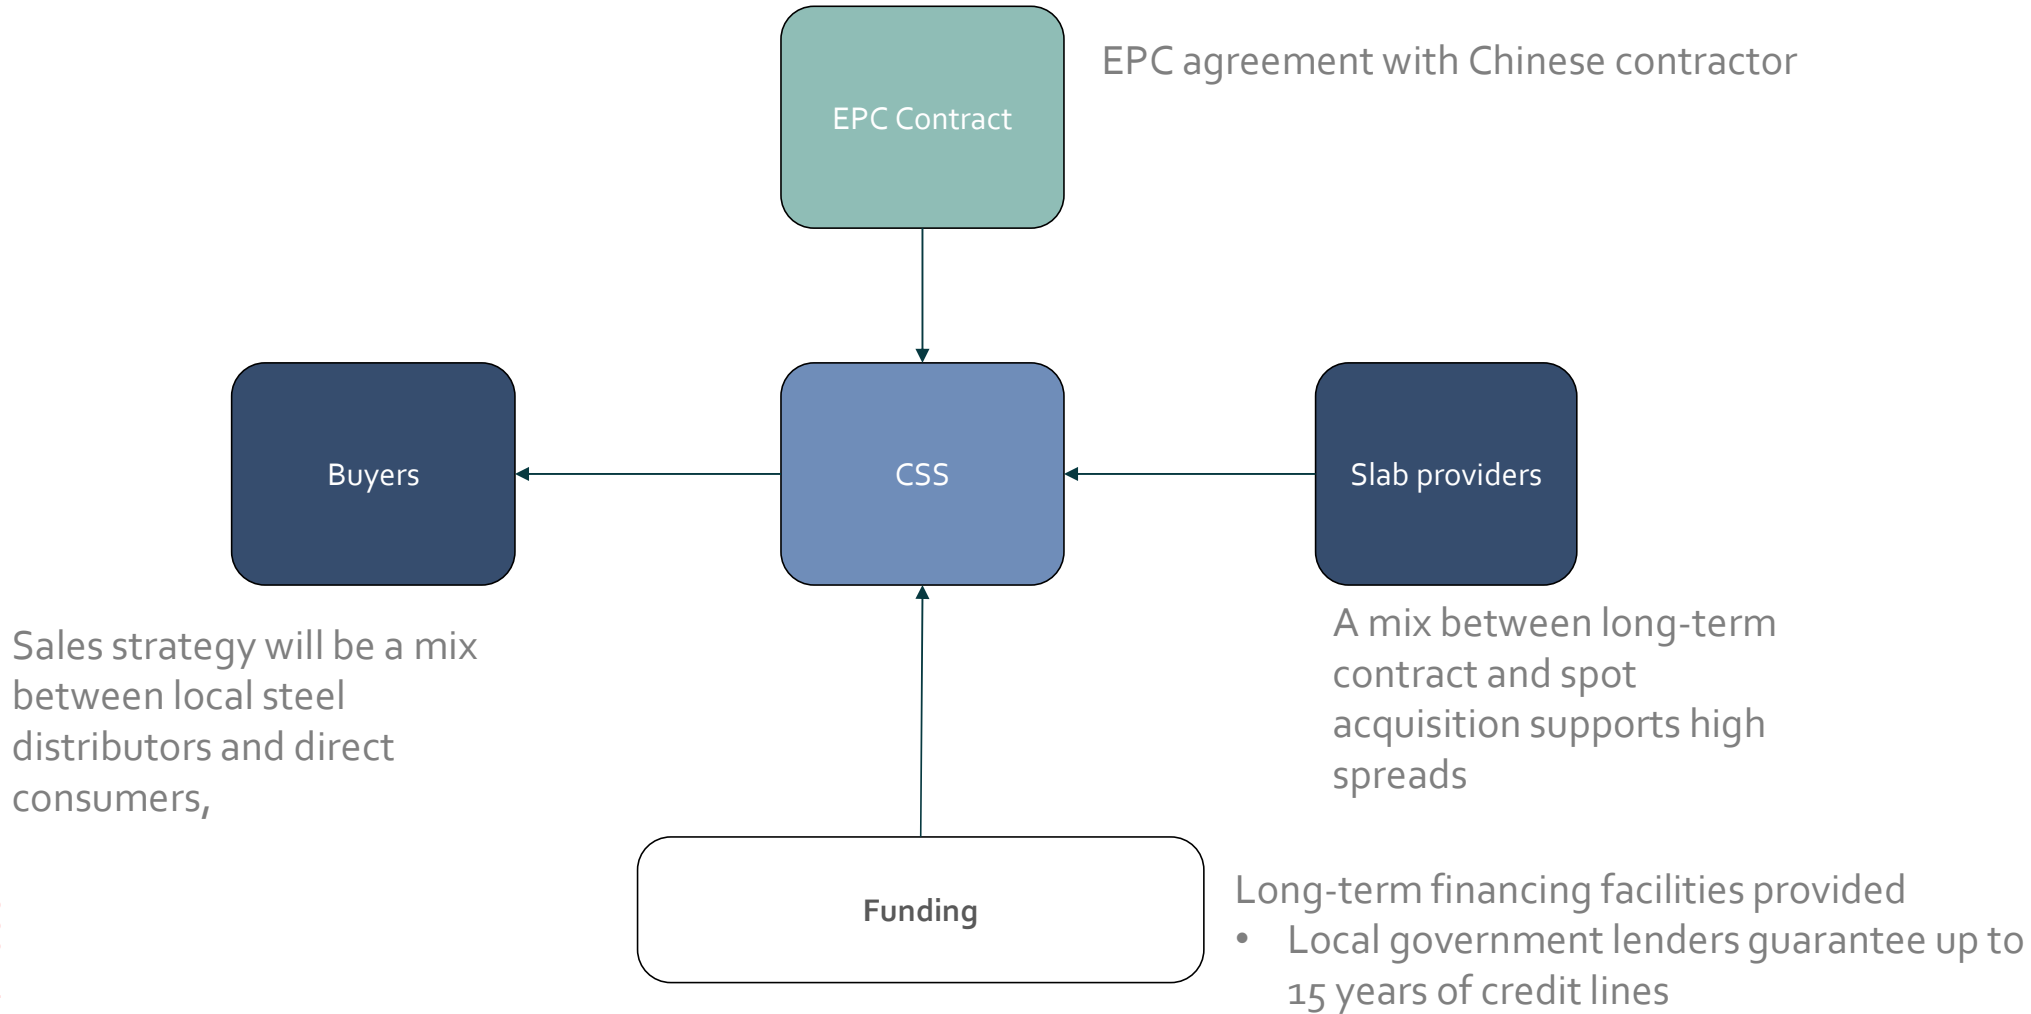 EPC Contract
EPC agreement with Chinese contractor
Buyers
CSS
Slab providers
Sales strategy will be a mix
between local steel
distributors and direct
consumers,
A mix between long-term
contract and spot
acquisition supports high
spreads
Funding
Long-term financing facilities provided
• Local government lenders guarantee up to
15 years of credit lines